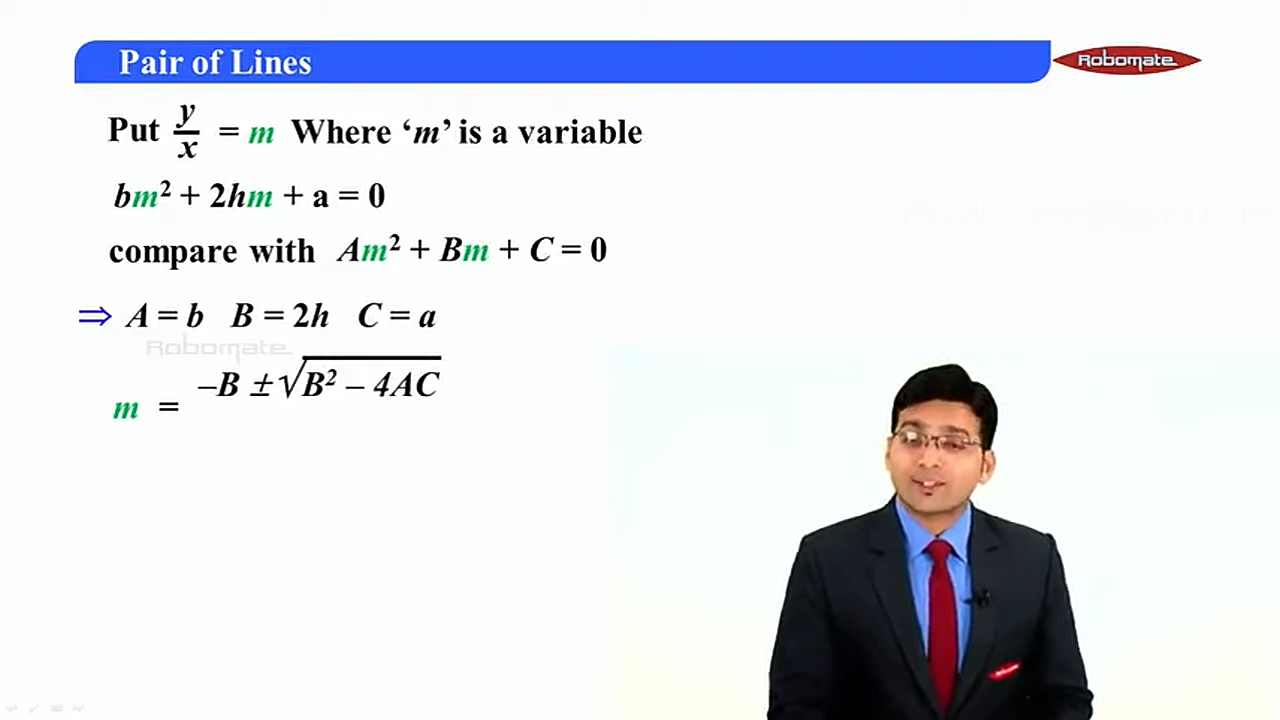 Pair of Lines
Robomate
Put y/x = m Where ‘m’ is a variable
bm² + 2hm + a = 0
compare with Am² + Bm + C = 0
⇒ A = b B = 2h C = a
Robomate
m = –B ± √B² – 4AC